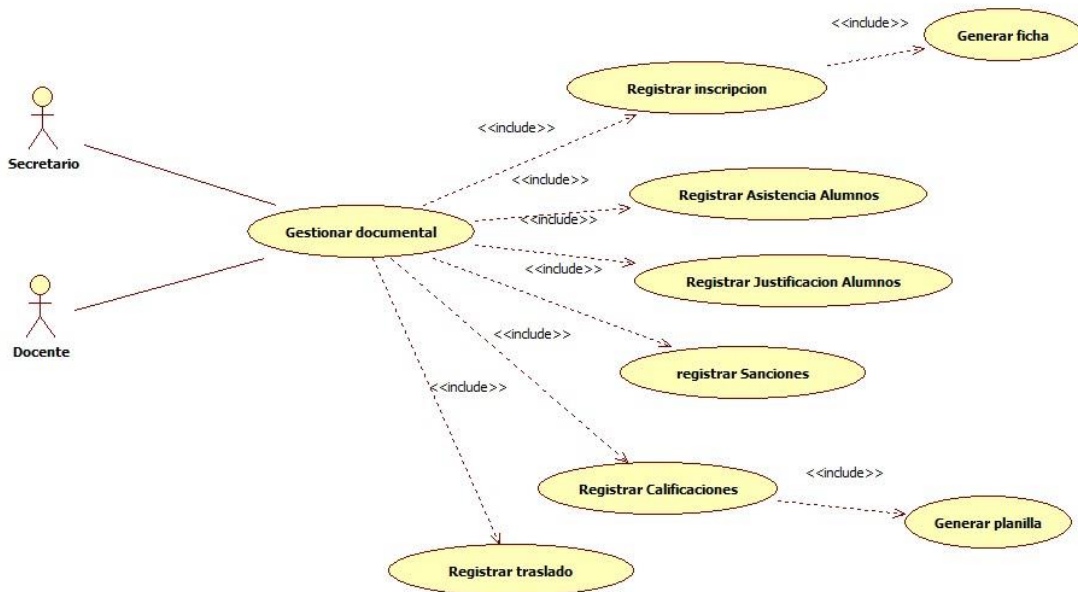 <<include>>
Generar ficha
Registrar inscripcion
<<include>>
Secretario
<<include>>
Registrar Asistencia Alumnos
<<include>>
Gestionar documental
<<include>>
Registrar Justificacion Alumnos
Docente
<<include>>
registrar Sanciones
<<include>>
<<include>>
Registrar Calificaciones
Generar planilla
Registrar traslado